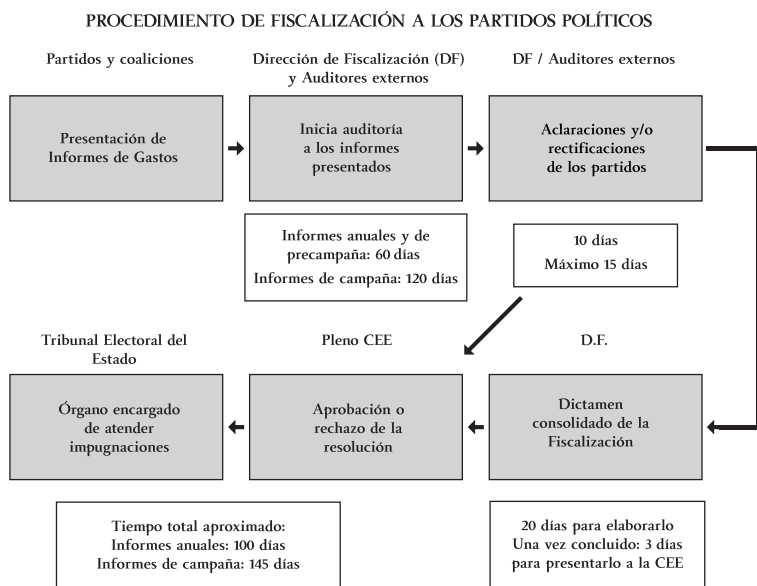 PROCEDIMIENTO DE FISCALIZACIÓN A LOS PARTIDOS POLÍTICOS
Partidos y coaliciones
Presentación de
Informes de Gastos
Dirección de Fiscalización (DF)
y Auditores externos
Inicia auditoría
a los informes
presentados
Informes anuales y de
precampaña: 60 días
Informes de campaña: 120 días
DF / Auditores externos
Aclaraciones y/o
rectificaciones
de los partidos
10 días
Máximo 15 días
D.F.
Dictamen
consolidado de la
Fiscalización
20 días para elaborarlo
Una vez concluido: 3 días
para presentarlo a la CEE
Pleno CEE
Aprobación o
rechazo de la
resolución
Tribunal Electoral del
Estado
Órgano encargado
de atender
impugnaciones
Tiempo total aproximado:
Informes anuales: 100 días
Informes de campaña: 145 días